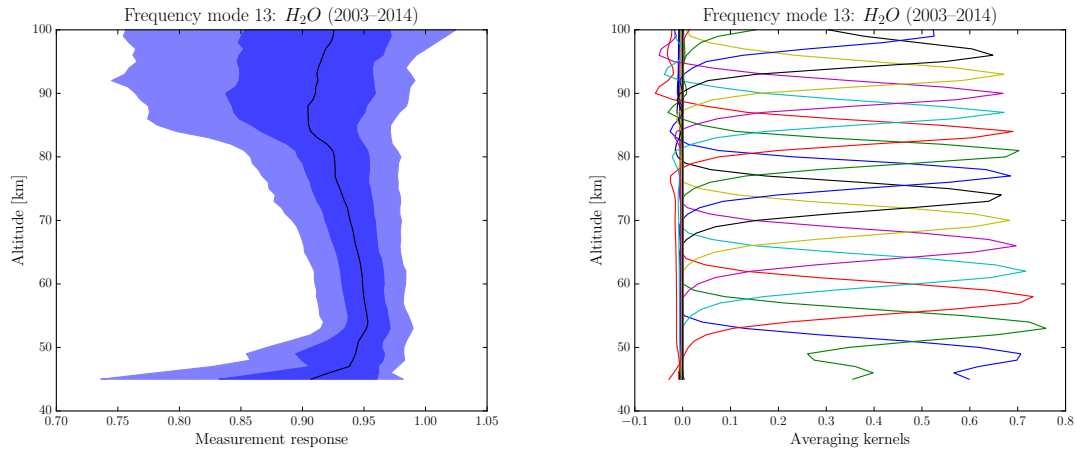 Frequency mode 13: H₂O (2003–2014)
100
90
80
70
60
50
40
Altitude [km]
0.70 0.75 0.80 0.85 0.90 0.95 1.00 1.05
Measurement response
Frequency mode 13: H₂O (2003–2014)
100
90
80
70
60
50
40
Altitude [km]
−0.1 0.0 0.1 0.2 0.3 0.4 0.5 0.6 0.7 0.8
Averaging kernels